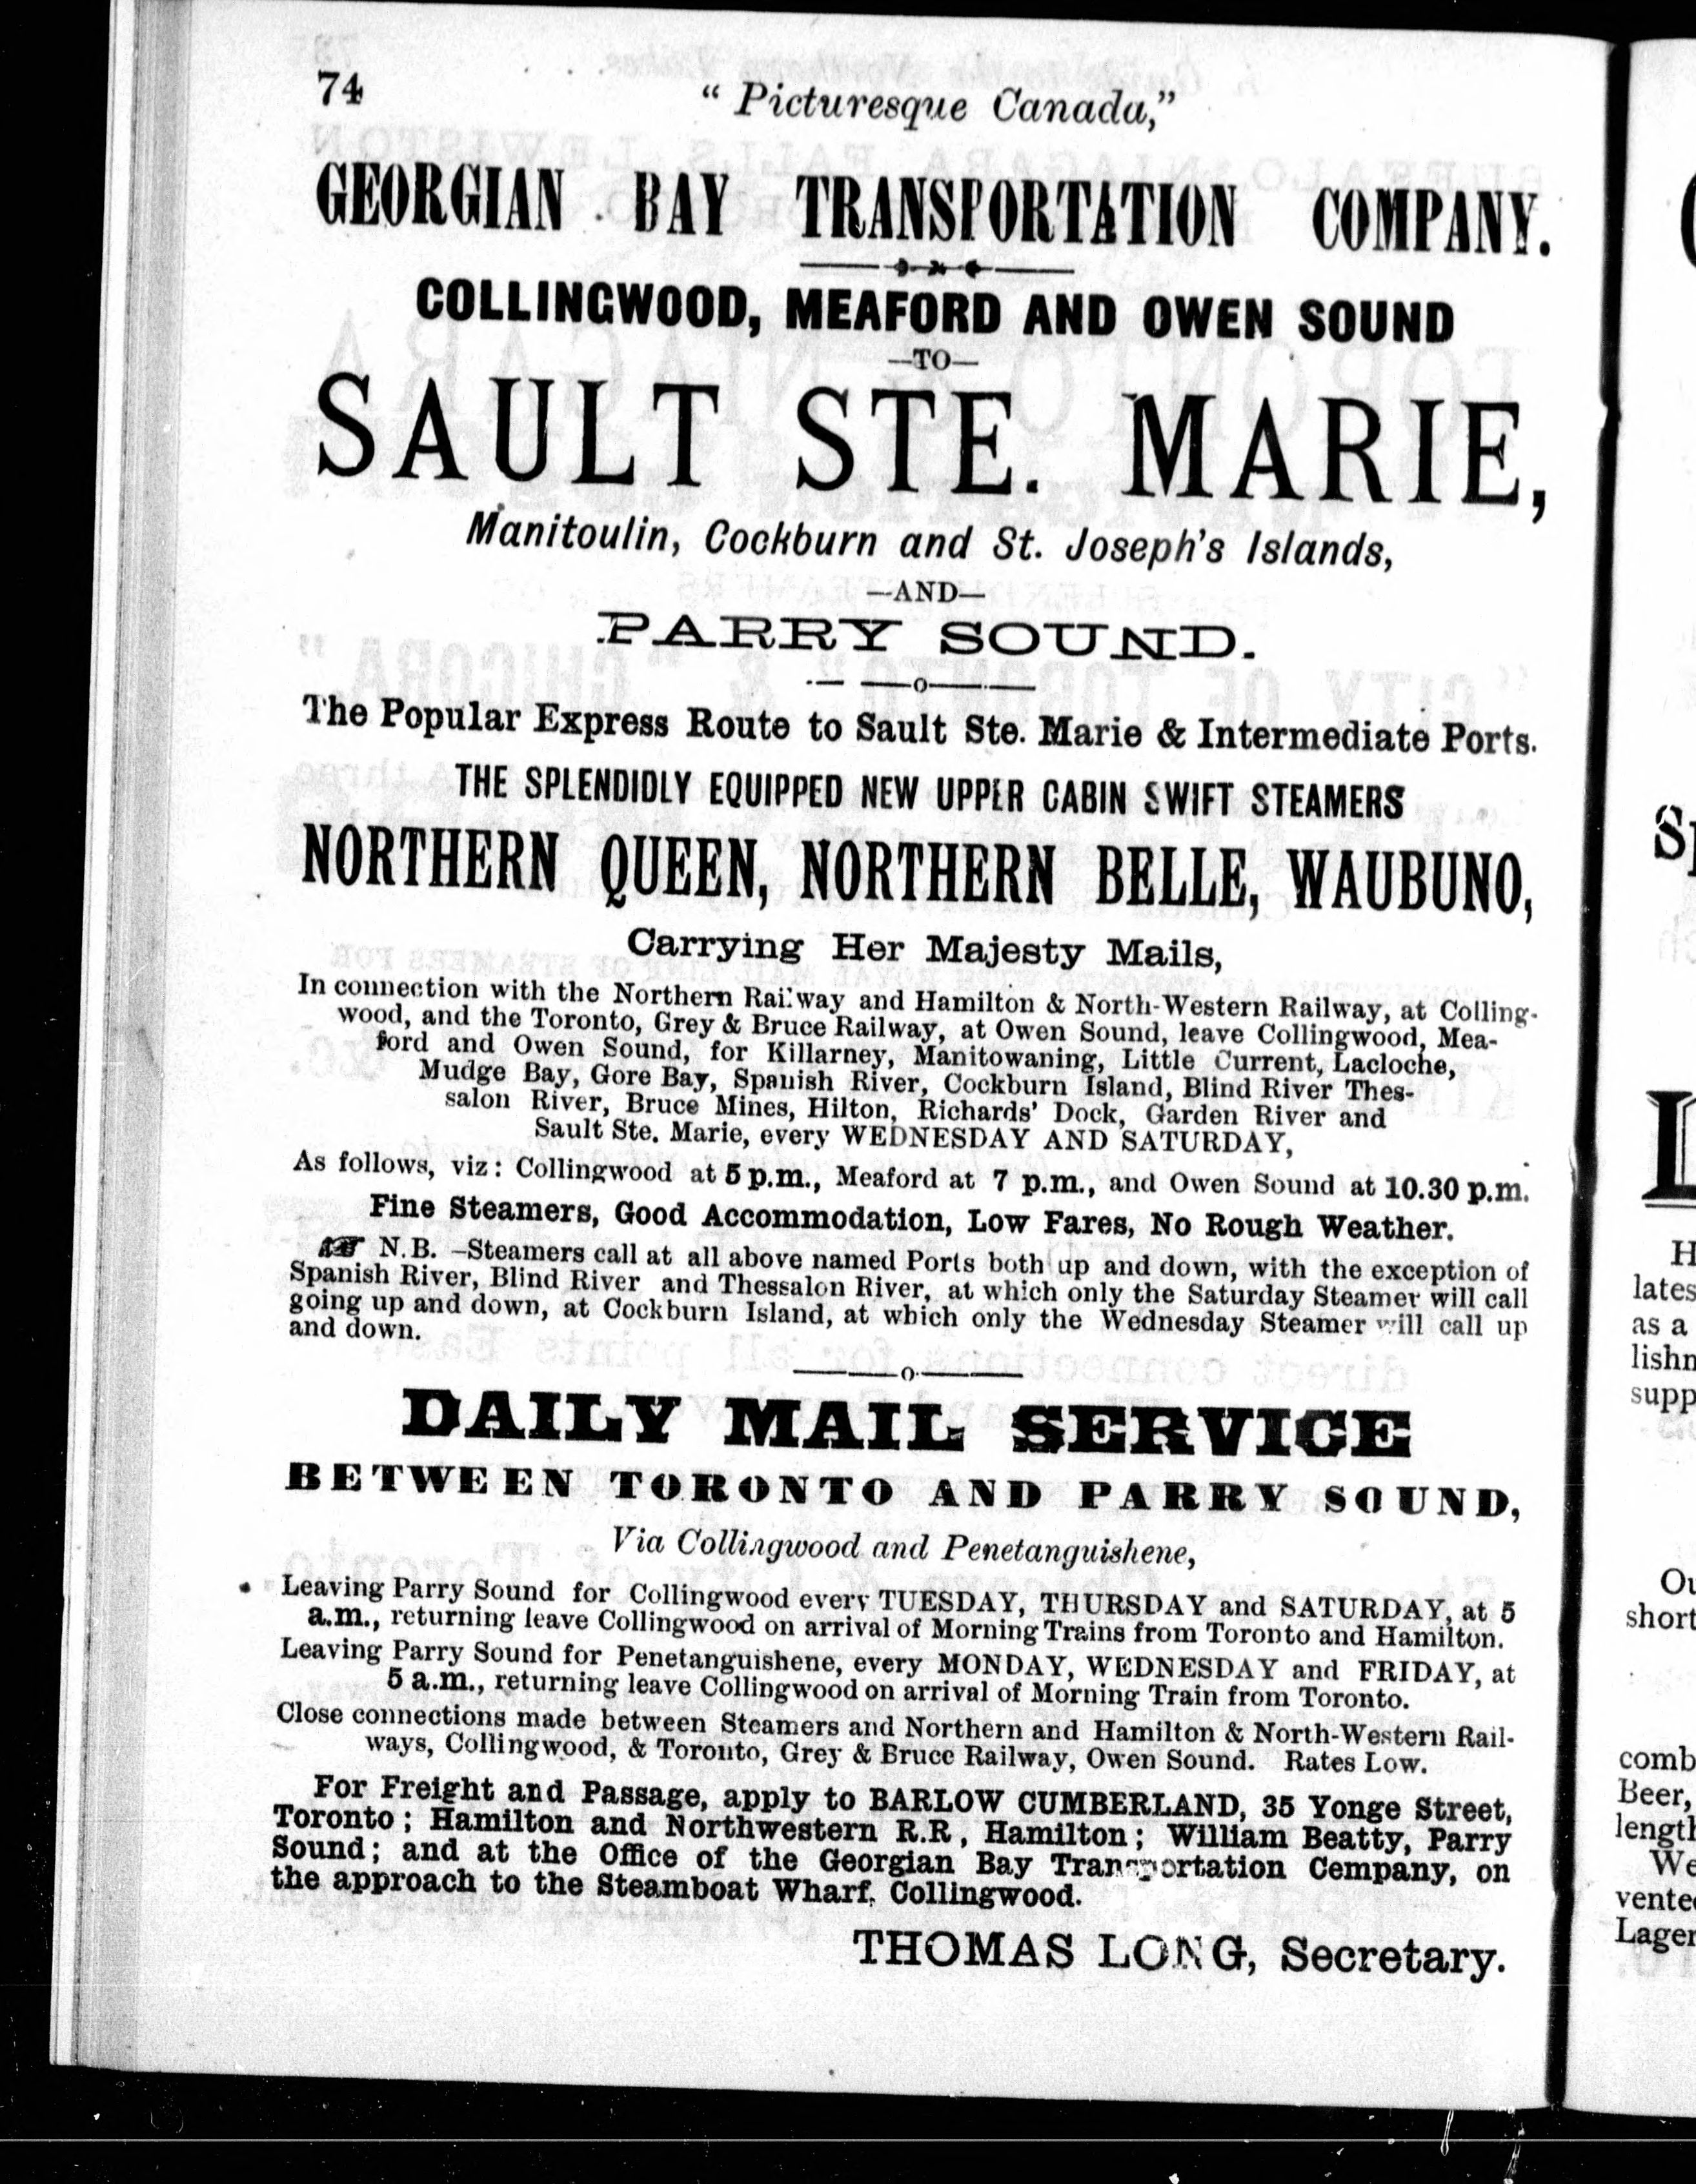 74
“ Picturesque Canada,”
GEORGIAN BAY TRANSPORTATION COMPANY.
COLLINGWOOD, MEAFORD AND OWEN SOUND
—TO—
SAULT STE. MARIE,
Manitoulin, Cockburn and St. Joseph's Islands,
—AND—
PARRY SOUND.
The Popular Express Route to Sault Ste. Marie & Intermediate Ports.
THE SPLENDIDLY EQUIPPED NEW UPPER CABIN SWIFT STEAMERS
NORTHERN QUEEN, NORTHERN BELLE, WAUBUNO,
Carrying Her Majesty Mails,
In connection with the Northern Railway and Hamilton & North-Western Railway, at Colling-
wood, and the Toronto, Grey & Bruce Railway, at Owen Sound, leave Collingwood, Mea-
ford and Owen Sound, for Killarney, Manitowaning, Little Current, Lacloche,
Mudge Bay, Gore Bay, Spanish River, Cockburn Island, Blind River Thes-
salon River, Bruce Mines, Hilton, Richards' Dock, Garden River and
Sault Ste. Marie, every WEDNESDAY AND SATURDAY,
As follows, viz: Collingwood at 5 p.m., Meaford at 7 p.m., and Owen Sound at 10.30 p.m.
Fine Steamers, Good Accommodation, Low Fares, No Rough Weather.
☞ N.B. –Steamers call at all above named Ports both up and down, with the exception of
Spanish River, Blind River and Thessalon River, at which only the Saturday Steamer will call
going up and down, at Cockburn Island, at which only the Wednesday Steamer will call up
and down.
DAILY MAIL SERVICE
BETWEEN TORONTO AND PARRY SOUND,
Via Collingwood and Penetanguishene,
Leaving Parry Sound for Collingwood every TUESDAY, THURSDAY and SATURDAY, at 5
a.m., returning leave Collingwood on arrival of Morning Trains from Toronto and Hamilton.
Leaving Parry Sound for Penetanguishene, every MONDAY, WEDNESDAY and FRIDAY, at
5 a.m., returning leave Collingwood on arrival of Morning Train from Toronto.
Close connections made between Steamers and Northern and Hamilton & North-Western Rail-
ways, Collingwood, & Toronto, Grey & Bruce Railway, Owen Sound. Rates Low.
For Freight and Passage, apply to BARLOW CUMBERLAND, 35 Yonge Street,
Toronto; Hamilton and Northwestern R.R, Hamilton; William Beatty, Parry
Sound; and at the Office of the Georgian Bay Transportation Cempany, on
the approach to the Steamboat Wharf, Collingwood.
THOMAS LONG, Secretary.
lates
as a
short
Beer,
We
Lager